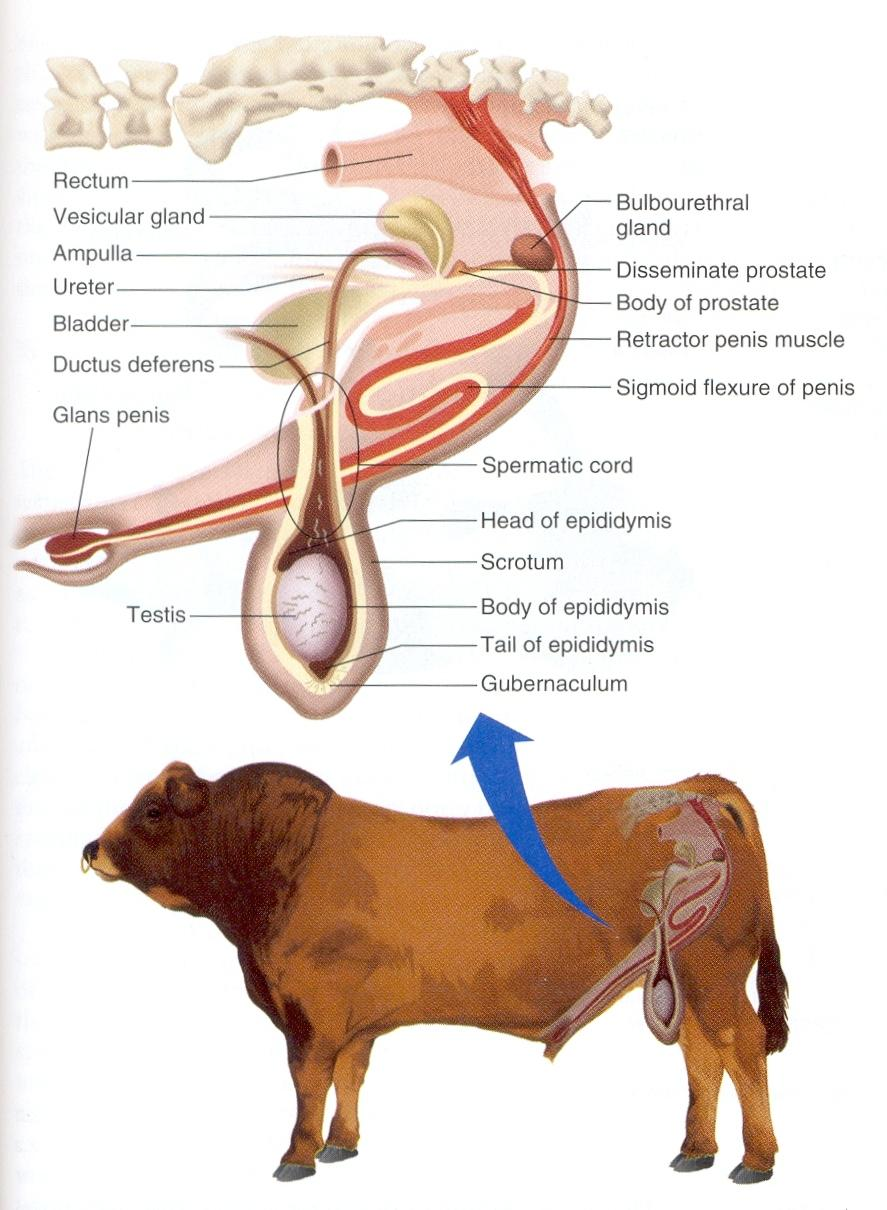 Rectum
Vesicular gland
Ampulla
Ureter
Bladder
Ductus deferens
Glans penis
Testis
Bulbourethral
gland
Disseminate prostate
Body of prostate
Retractor penis muscle
Sigmoid flexure of penis
Spermatic cord
Head of epididymis
Scrotum
Body of epididymis
Tail of epididymis
Gubernaculum